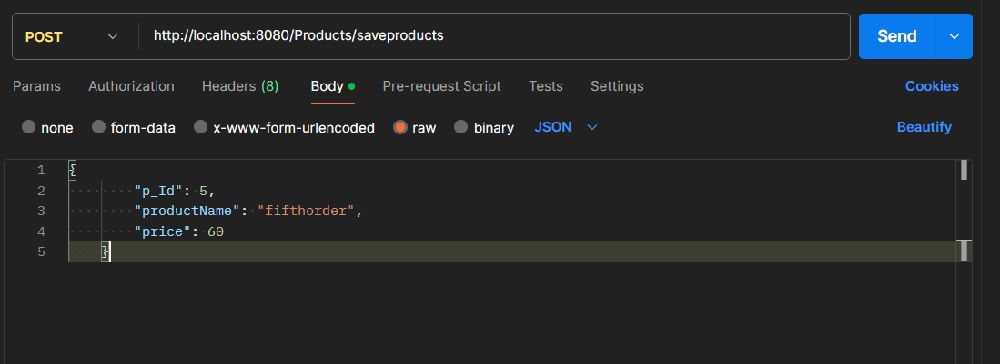 POST http://localhost:8080/Products/saveproducts Send
Params Authorization Headers (8) Body Pre-request Script Tests Settings Cookies
none form-data x-www-form-urlencoded raw binary JSON Beautify
1 {
2 "p_Id": 5,
3 "productName": "fifthorder",
4 "price": 60
5 }